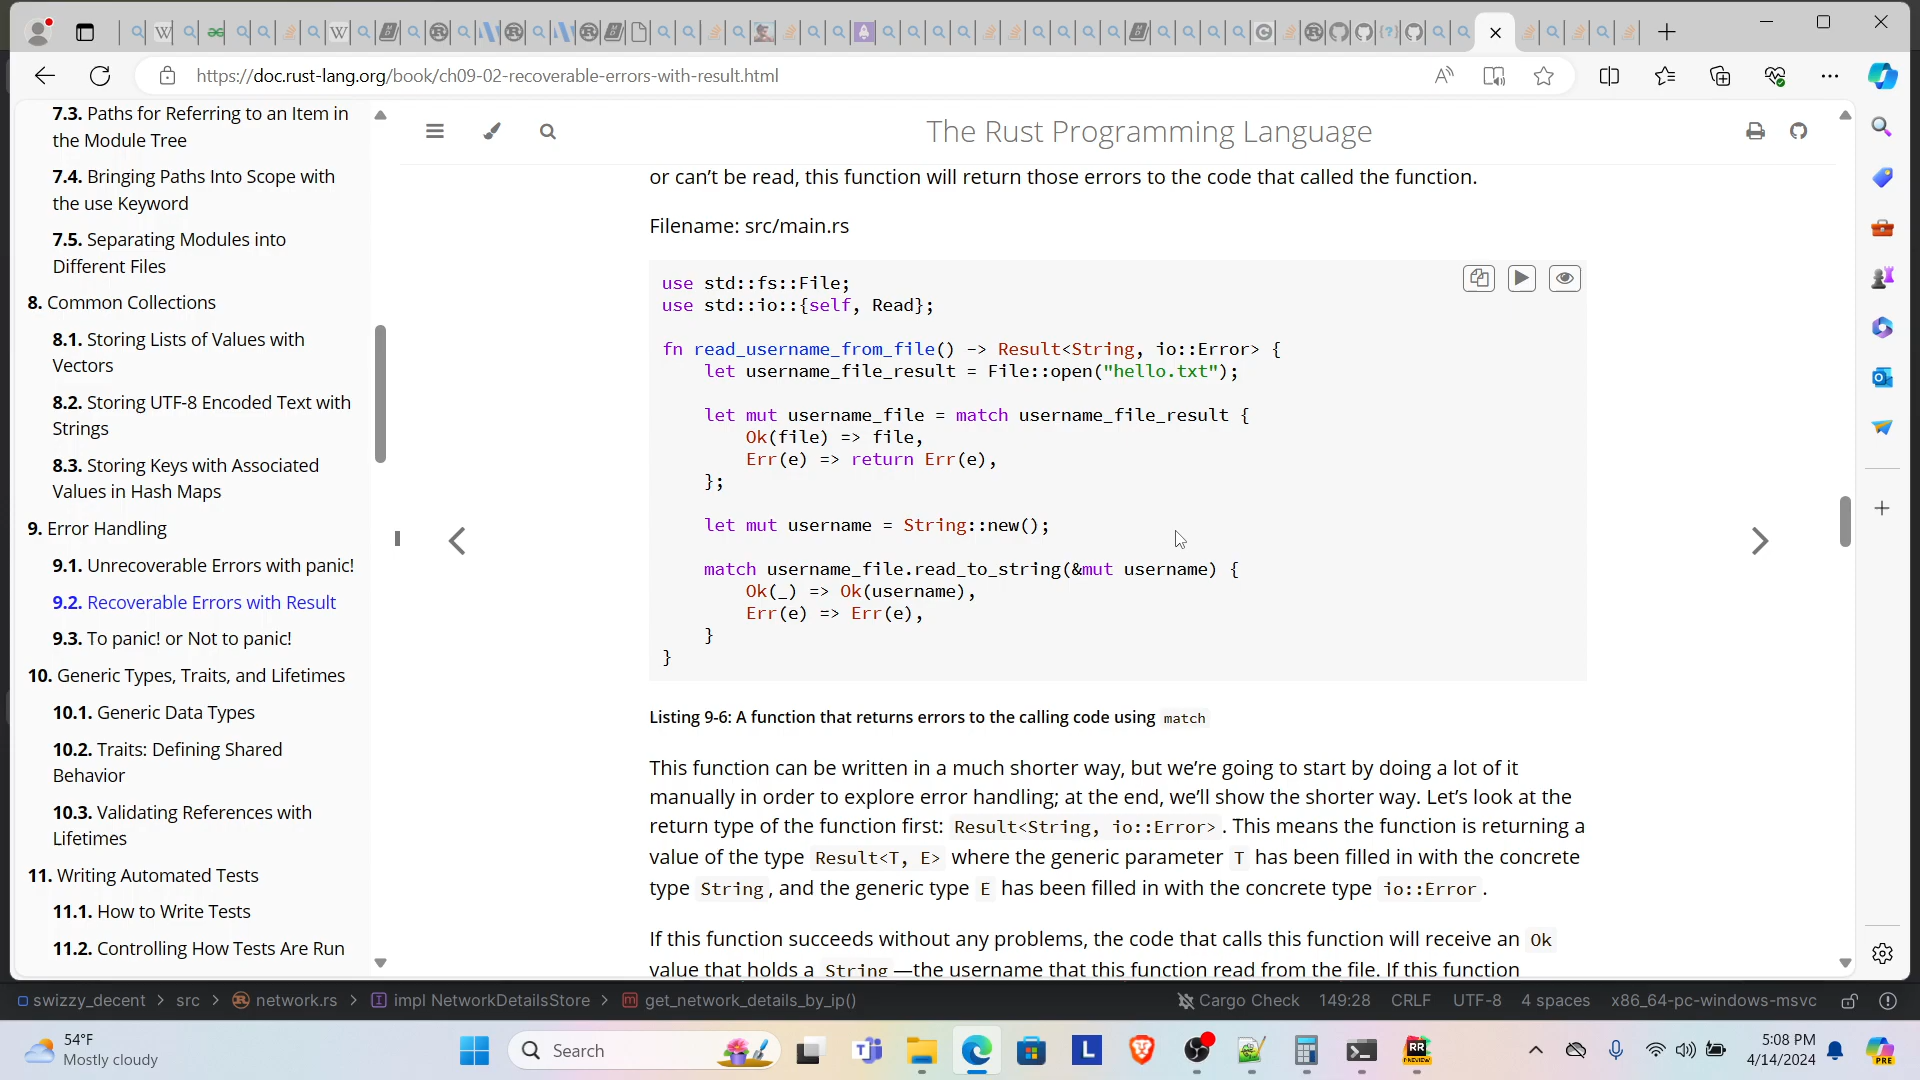 https://doc.rust-lang.org/book/ch09-02-recoverable-errors-with-result.html
7.3. Paths for Referring to an Item in
the Module Tree
7.4. Bringing Paths Into Scope with
the use Keyword
7.5. Separating Modules into
Different Files
8. Common Collections
8.1. Storing Lists of Values with
Vectors
8.2. Storing UTF-8 Encoded Text with
Strings
8.3. Storing Keys with Associated
Values in Hash Maps
9. Error Handling
9.1. Unrecoverable Errors with panic!
9.2. Recoverable Errors with Result
9.3. To panic! or Not to panic!
10. Generic Types, Traits, and Lifetimes
10.1. Generic Data Types
10.2. Traits: Defining Shared
Behavior
10.3. Validating References with
Lifetimes
11. Writing Automated Tests
11.1. How to Write Tests
11.2. Controlling How Tests Are Run
The Rust Programming Language
or can’t be read, this function will return those errors to the code that called the function.
Filename: src/main.rs
use std::fs::File;
use std::io::{self, Read};
fn read_username_from_file() -> Result<String, io::Error> {
    let username_file_result = File::open("hello.txt");
    let mut username_file = match username_file_result {
        Ok(file) => file,
        Err(e) => return Err(e),
    };
    let mut username = String::new();
    match username_file.read_to_string(&mut username) {
        Ok(_) => Ok(username),
        Err(e) => Err(e),
    }
}
Listing 9-6: A function that returns errors to the calling code using match
This function can be written in a much shorter way, but we’re going to start by doing a lot of it
manually in order to explore error handling; at the end, we’ll show the shorter way. Let’s look at the
return type of the function first: Result<String, io::Error>. This means the function is returning a
value of the type Result<T, E> where the generic parameter T has been filled in with the concrete
type String, and the generic type E has been filled in with the concrete type io::Error.
If this function succeeds without any problems, the code that calls this function will receive an Ok
value that holds a String—the username that this function read from the file. If this function
swizzy_decent > src > network.rs > impl NetworkDetailsStore > get_network_details_by_ip()
Cargo Check 149:28 CRLF UTF-8 4 spaces x86_64-pc-windows-msvc
54°F
Mostly cloudy
Search
5:08 PM
4/14/2024